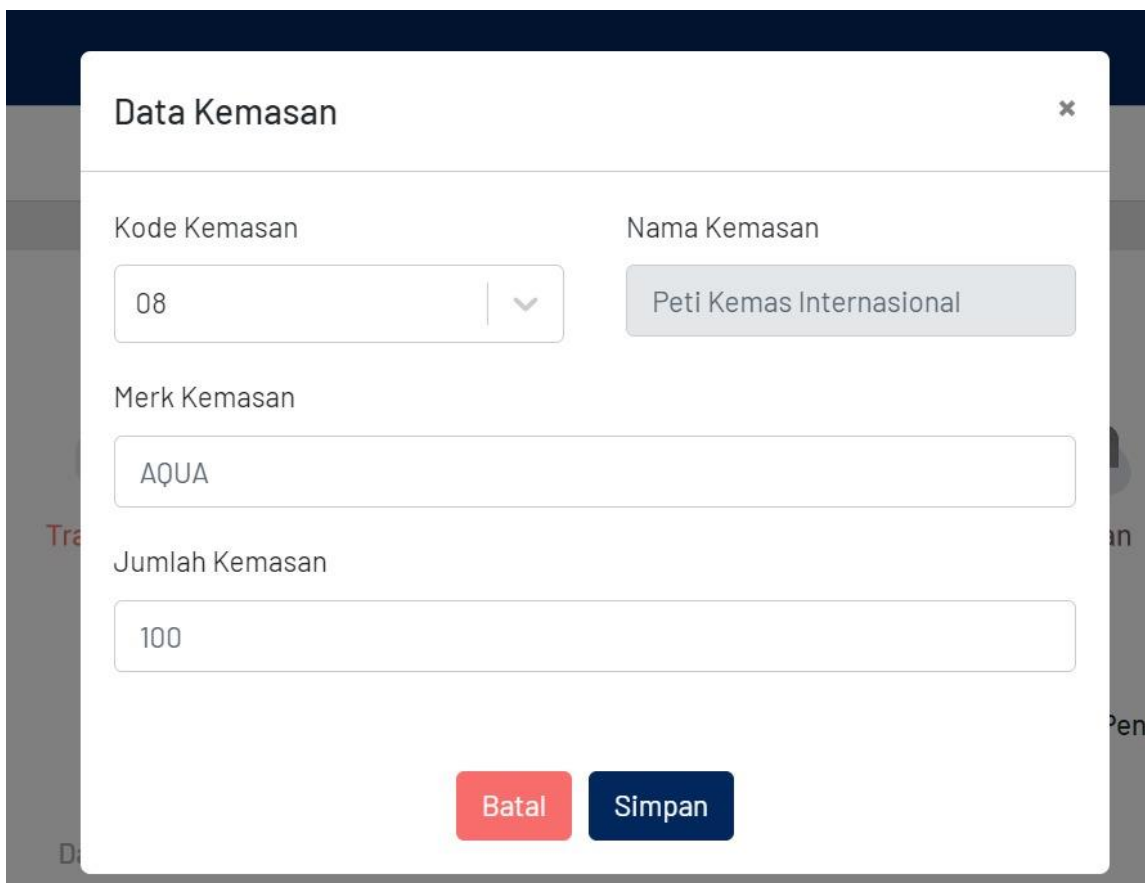 Data Kemasan ×
Kode Kemasan Nama Kemasan
08 Peti Kemas Internasional
Merk Kemasan
AQUA
Jumlah Kemasan
100
Batal Simpan